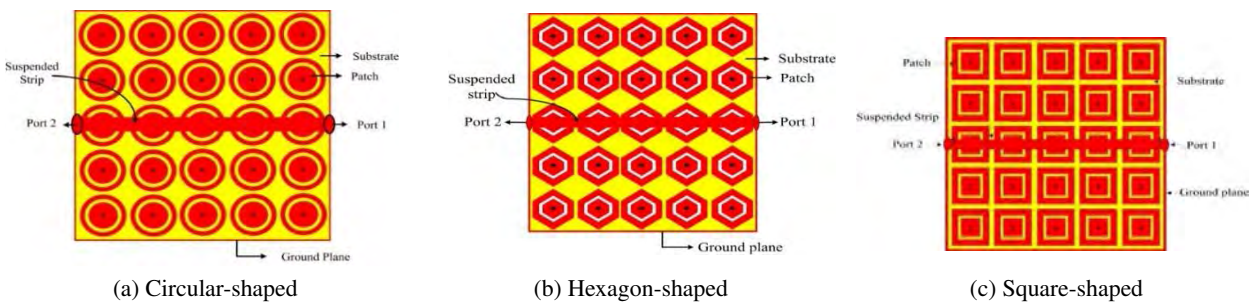 Suspended
Strip
Port 2
Substrate
Patch
Port 1
Ground Plane
(a) Circular-shaped
Suspended
strip
Port 2
Substrate
Patch
Port 1
Ground plane
(b) Hexagon-shaped
Patch
Suspended Strip
Port 2
Substrate
Port 1
Ground plane
(c) Square-shaped